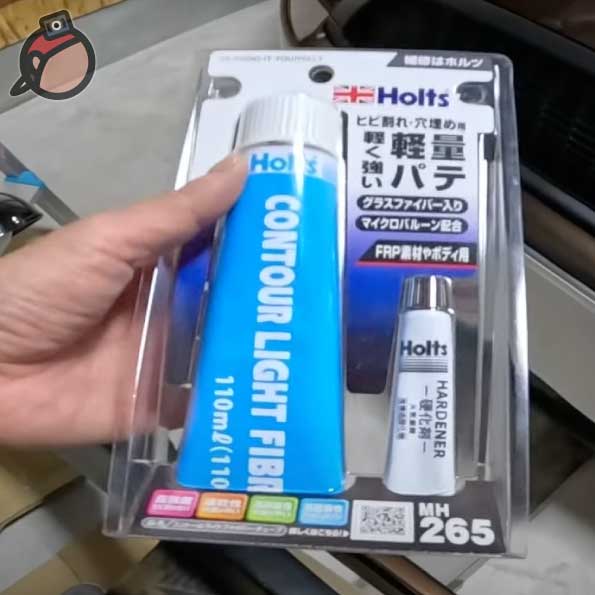 補修はホルツ
Holts
ヒビ割れ・穴埋め用
軽く強い
軽量パテ
グラスファイバー入り
マイクロバルーン配合
FRP素材やボディ用
Holts
CONTOUR LIGHT FIBR
110ml(110
Holts
HARDENER
ー硬化剤ー
MH
265